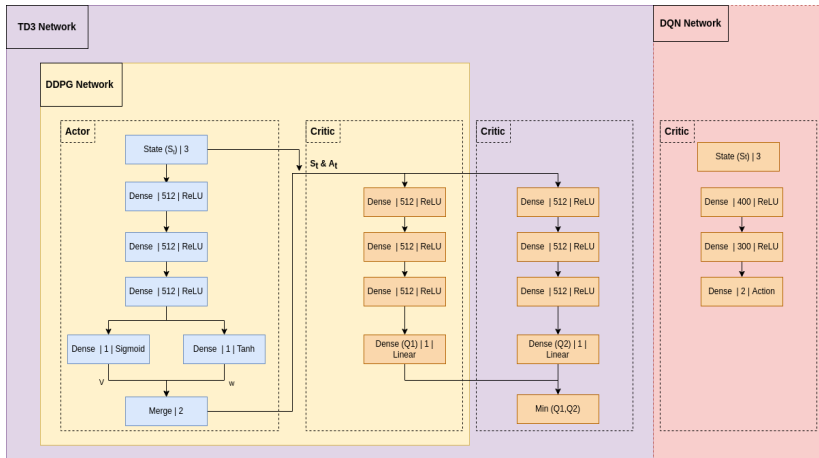 TD3 Network
DQN Network
DDPG Network
Actor
Critic
Critic
Critic
State (St) | 3
St & At
State (St) | 3
Dense | 512 | ReLU
Dense | 512 | ReLU
Dense | 512 | ReLU
Dense | 400 | ReLU
Dense | 512 | ReLU
Dense | 512 | ReLU
Dense | 512 | ReLU
Dense | 300 | ReLU
Dense | 512 | ReLU
Dense | 512 | ReLU
Dense | 512 | ReLU
Dense | 2 | Action
Dense | 1 | Sigmoid
Dense | 1 | Tanh
Dense (Q1) | 1 |
Linear
Dense (Q2) | 1 |
Linear
V
w
Merge | 2
Min (Q1,Q2)